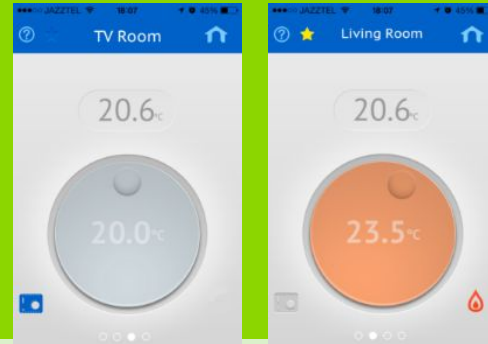 JAZZTEL 18:07 45%
? TV Room
20.6°C
20.0°C
JAZZTEL 18:07 45%
? Living Room
20.6°C
23.5°C